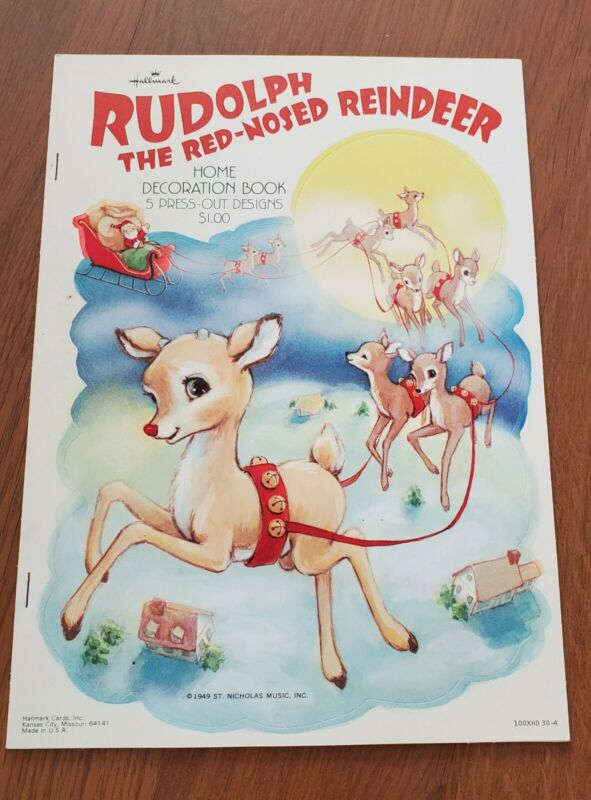 Hallmark
RUDOLPH
THE RED-NOSED REINDEER
HOME
DECORATION BOOK
5 PRESS-OUT DESIGNS
$1.00
© 1949 ST. NICHOLAS MUSIC, INC.
Hallmark Cards, Inc.
Kansas City, Missouri 64141
Made in U.S.A.
100XHD 30-4